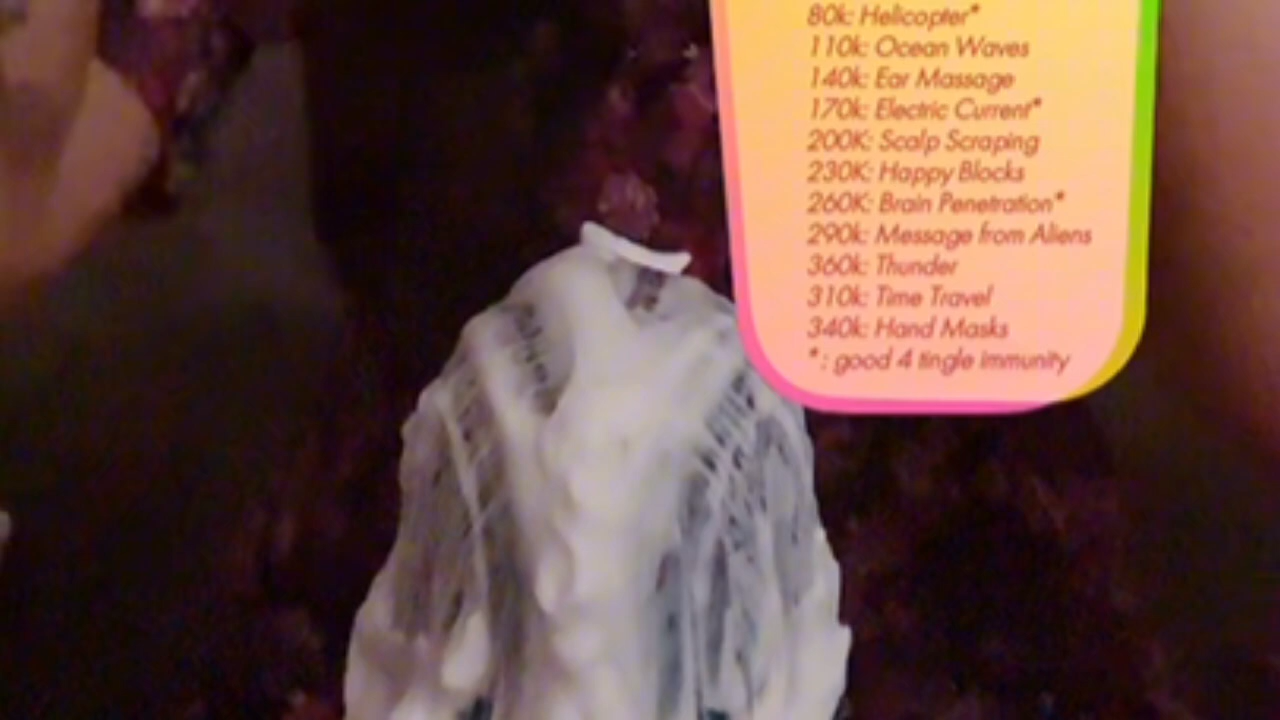 80k: Helicopter*
110k: Ocean Waves
140k: Ear Massage
170k: Electric Current*
200K: Scalp Scraping
230K: Happy Blocks
260K: Brain Penetration*
290k: Message from Aliens
360k: Thunder
310k: Time Travel
340k: Hand Masks
* : good 4 tingle immunity